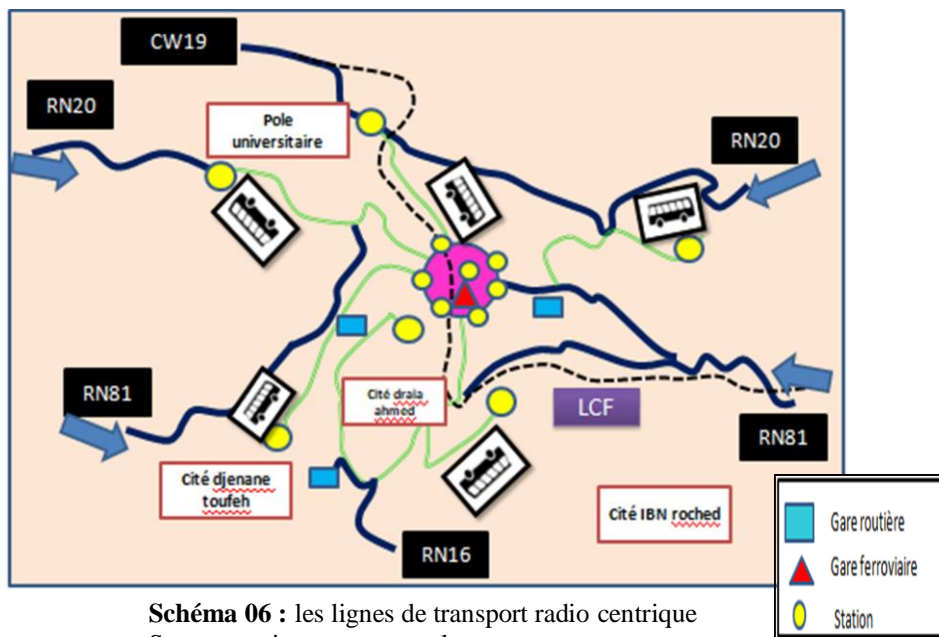 CW19
RN20
Pole
universitaire
RN20
RN81
Cité draia
ahmed
LCF
RN81
Cité djenane
toufeh
Cité IBN roched
RN16
Gare routière
Gare ferroviaire
Station
Schéma 06 : les lignes de transport radio centrique